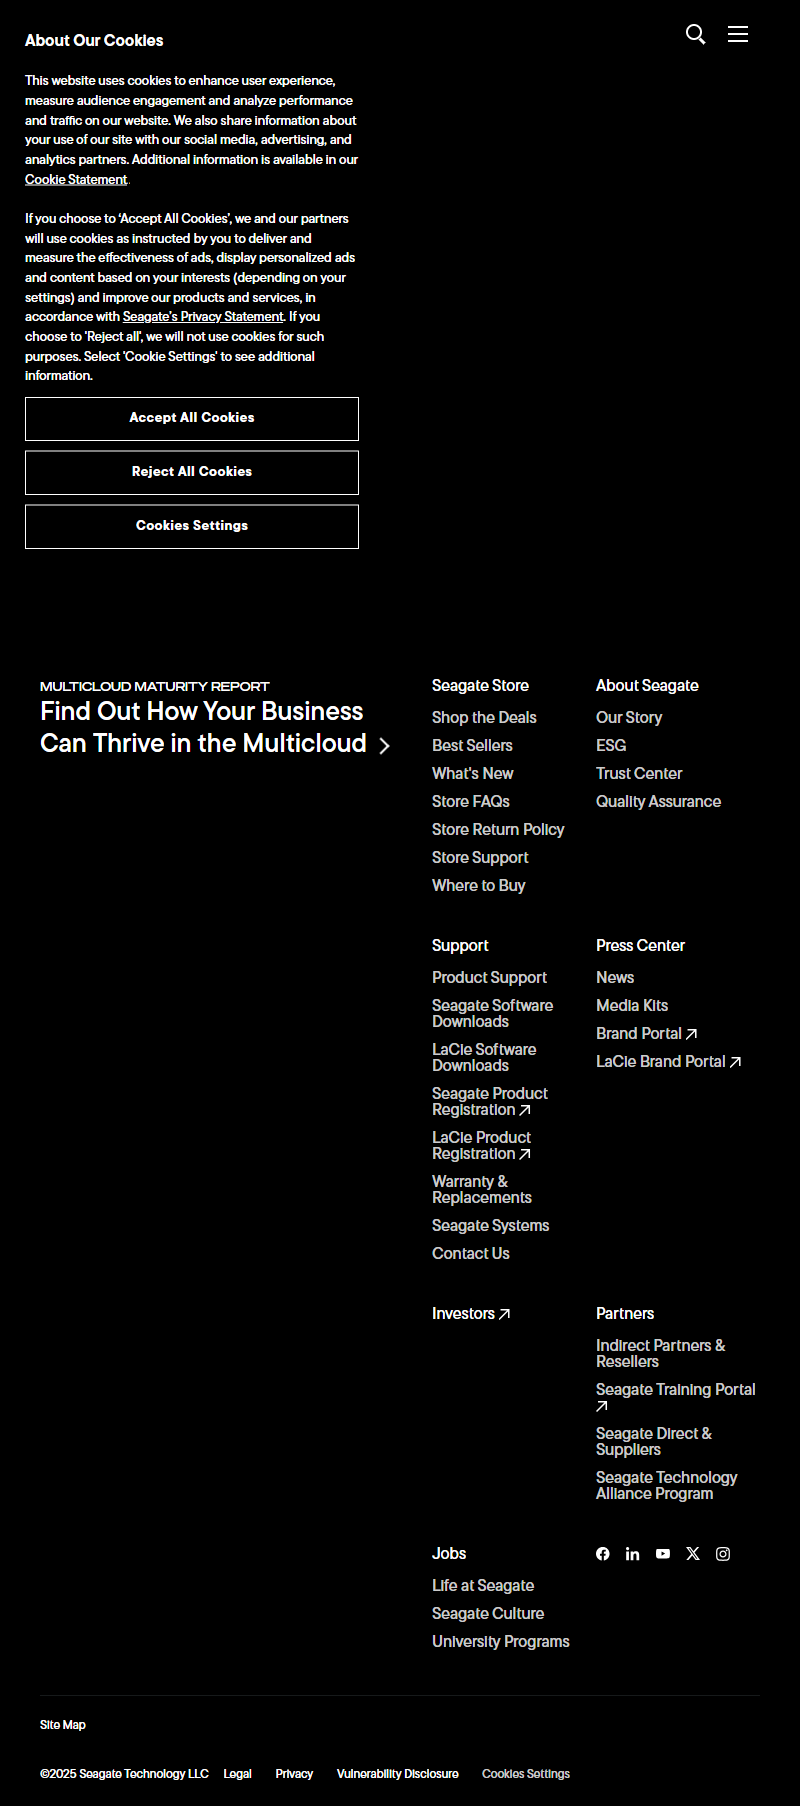 About Our Cookies
This website uses cookies to enhance user experience,
measure audience engagement and analyze performance
and traffic on our website. We also share information about
your use of our site with our social media, advertising, and
analytics partners. Additional information is available in our
Cookie Statement.
If you choose to ‘Accept All Cookies’, we and our partners
will use cookies as instructed by you to deliver and
measure the effectiveness of ads, display personalized ads
and content based on your interests (depending on your
settings) and improve our products and services, in
accordance with Seagate’s Privacy Statement. If you
choose to 'Reject all', we will not use cookies for such
purposes. Select 'Cookie Settings' to see additional
information.
Accept All Cookies
Reject All Cookies
Cookies Settings
MULTICLOUD MATURITY REPORT
Find Out How Your Business
Can Thrive in the Multicloud
Seagate Store
Shop the Deals
Best Sellers
What's New
Store FAQs
Store Return Policy
Store Support
Where to Buy
About Seagate
Our Story
ESG
Trust Center
Quality Assurance
Support
Product Support
Seagate Software
Downloads
LaCie Software
Downloads
Seagate Product
Registration
LaCie Product
Registration
Warranty &
Replacements
Seagate Systems
Contact Us
Press Center
News
Media Kits
Brand Portal
LaCie Brand Portal
Investors
Partners
Indirect Partners &
Resellers
Seagate Training Portal
Seagate Direct &
Suppliers
Seagate Technology
Alliance Program
Jobs
Life at Seagate
Seagate Culture
University Programs
Site Map
©2025 Seagate Technology LLC Legal Privacy Vulnerability Disclosure Cookies Settings